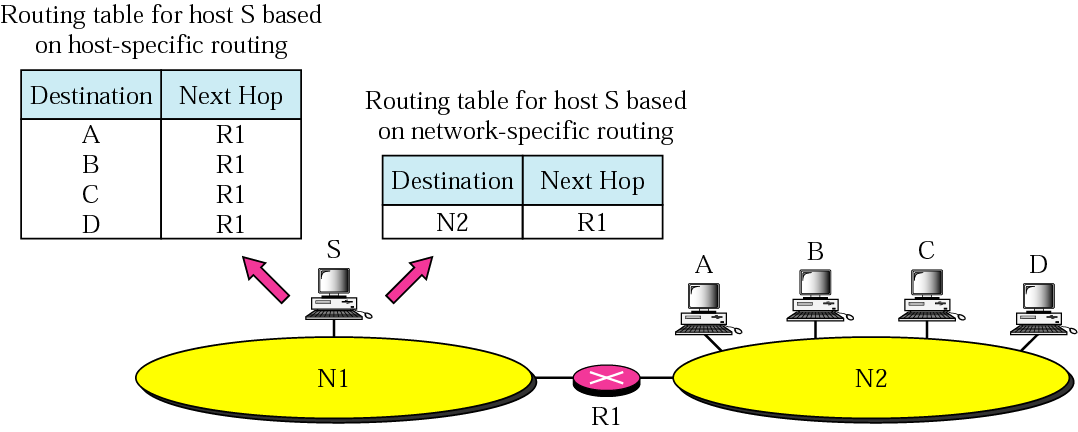 Routing table for host S based
on host-specific routing
Destination Next Hop
A R1
B R1
C R1
D R1
Routing table for host S based
on network-specific routing
Destination Next Hop
N2 R1
S
A
B
C
D
N1
R1
N2